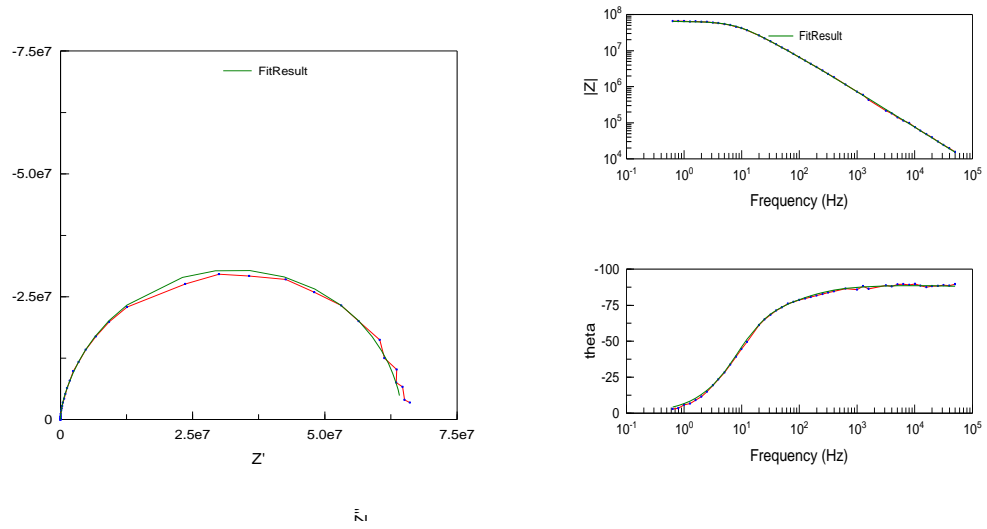 -7.5e7
FitResult
-5.0e7
-2.5e7
0
0 2.5e7 5.0e7 7.5e7
Z'
Z''
10^8
FitResult
10^7
|Z|
10^6
10^5
10^4
10^-1 10^0 10^1 10^2 10^3 10^4 10^5
Frequency (Hz)
-100
-75
theta
-50
-25
0
10^-1 10^0 10^1 10^2 10^3 10^4 10^5
Frequency (Hz)